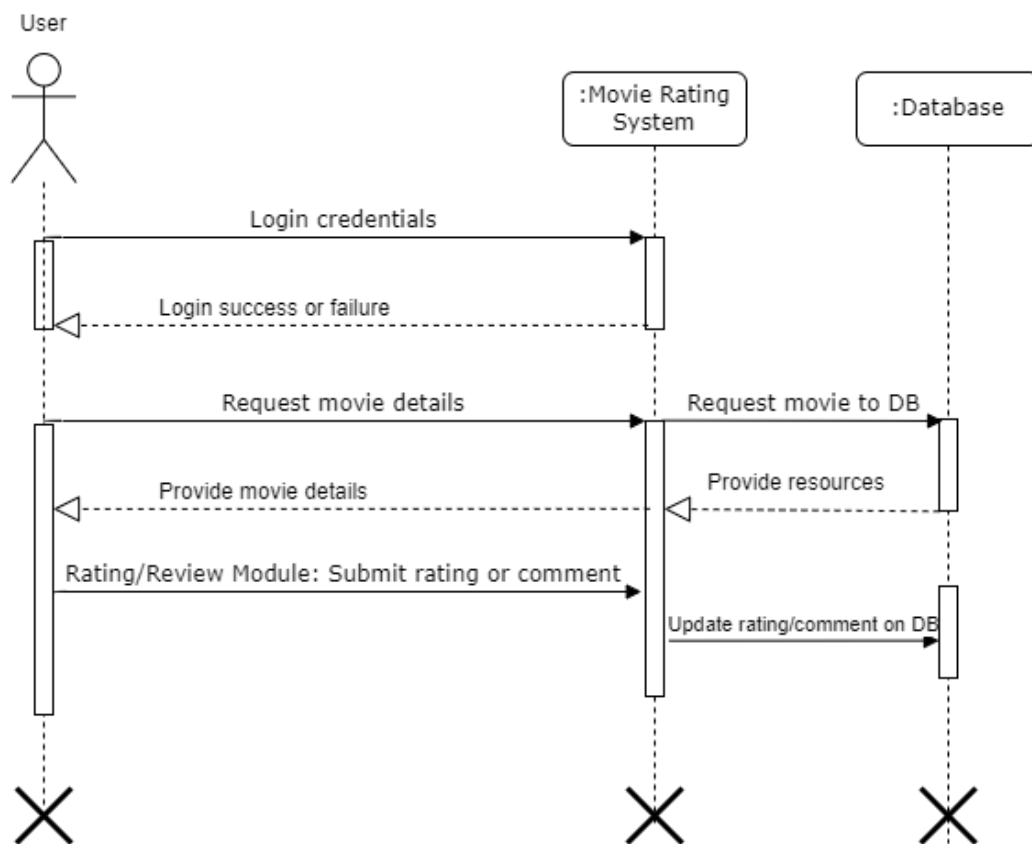 User
:Movie Rating
System
:Database
Login credentials
Login success or failure
Request movie details
Request movie to DB
Provide movie details
Provide resources
Rating/Review Module: Submit rating or comment
Update rating/comment on DB